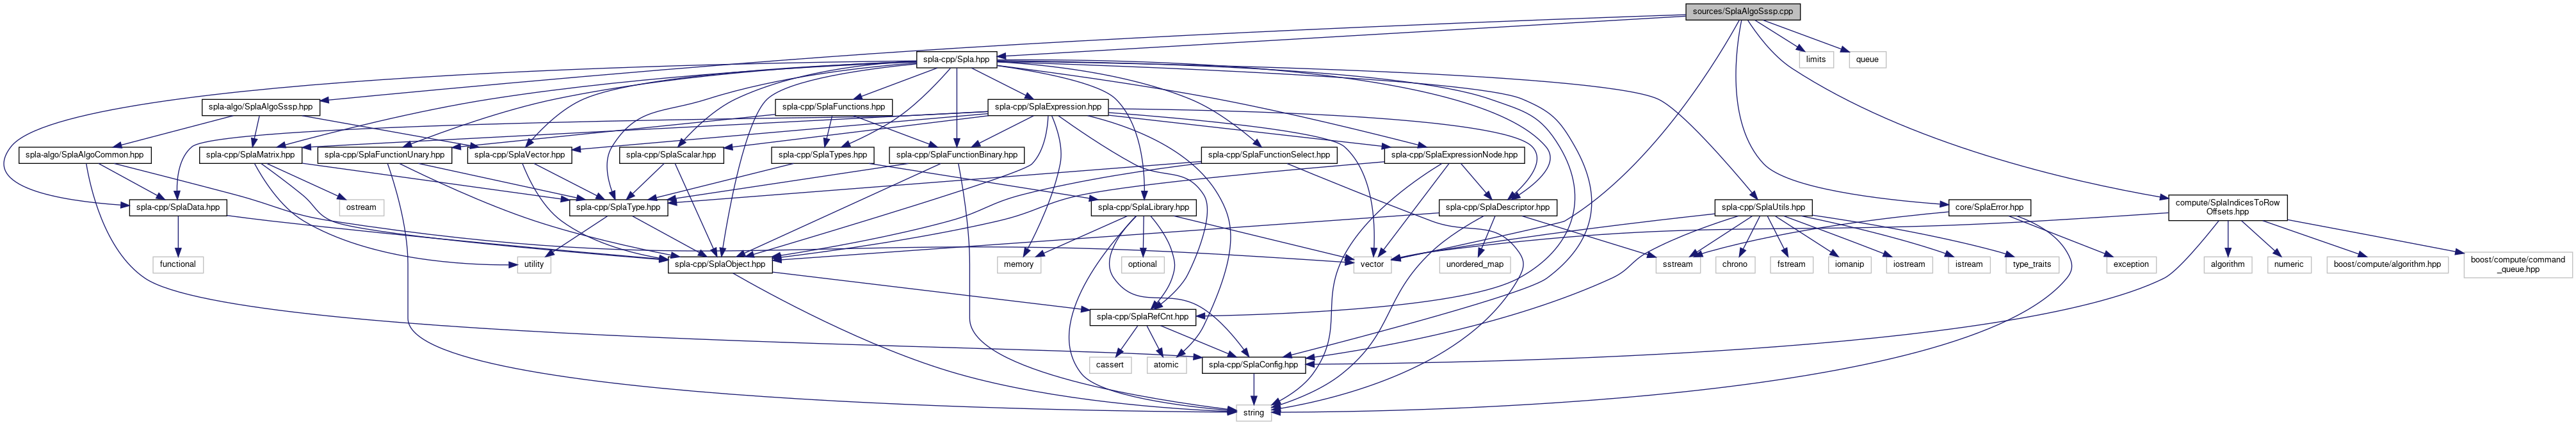 sources/SplaAlgoSssp.cpp
spla-cpp/Spla.hpp
limits
queue
spla-algo/SplaAlgoSssp.hpp
spla-cpp/SplaFunctions.hpp
spla-cpp/SplaExpression.hpp
spla-algo/SplaAlgoCommon.hpp
spla-cpp/SplaMatrix.hpp
spla-cpp/SplaFunctionUnary.hpp
spla-cpp/SplaVector.hpp
spla-cpp/SplaScalar.hpp
spla-cpp/SplaTypes.hpp
spla-cpp/SplaFunctionBinary.hpp
spla-cpp/SplaFunctionSelect.hpp
spla-cpp/SplaExpressionNode.hpp
spla-cpp/SplaData.hpp
ostream
spla-cpp/SplaType.hpp
spla-cpp/SplaLibrary.hpp
spla-cpp/SplaDescriptor.hpp
spla-cpp/SplaUtils.hpp
core/SplaError.hpp
compute/SplaIndicesToRow
Offsets.hpp
functional
utility
spla-cpp/SplaObject.hpp
memory
optional
vector
unordered_map
sstream
chrono
fstream
iomanip
iostream
istream
type_traits
exception
algorithm
numeric
boost/compute/algorithm.hpp
boost/compute/command
_queue.hpp
spla-cpp/SplaRefCnt.hpp
cassert
atomic
spla-cpp/SplaConfig.hpp
string